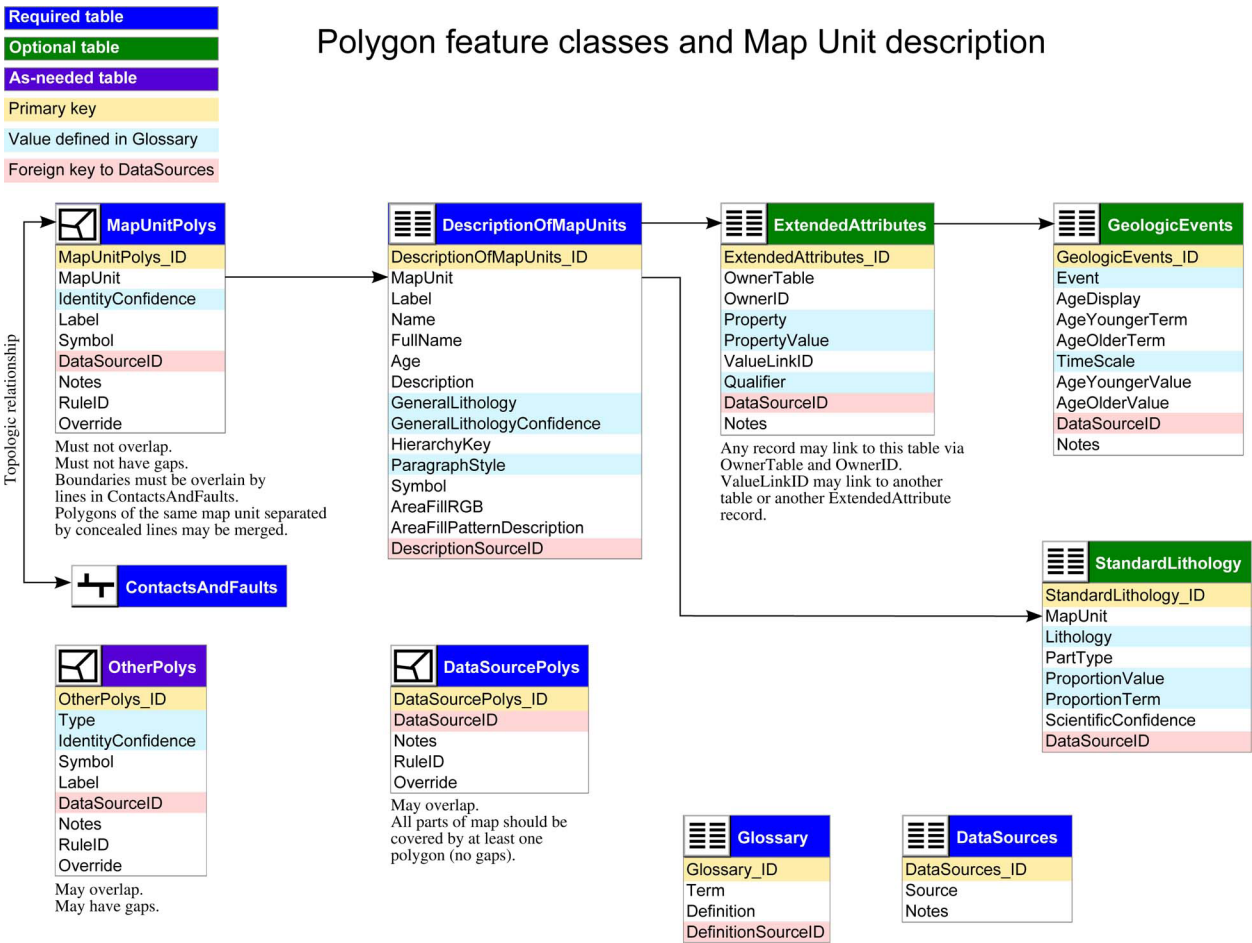 Required table
Optional table
As-needed table
Primary key
Value defined in Glossary
Foreign key to DataSources
Polygon feature classes and Map Unit description
Topologic relationship
MapUnitPolys
MapUnitPolys_ID
MapUnit
IdentityConfidence
Label
Symbol
DataSourceID
Notes
RuleID
Override
Must not overlap.
Must not have gaps.
Boundaries must be overlain by
lines in ContactsAndFaults.
Polygons of the same map unit separated
by concealed lines may be merged.
ContactsAndFaults
DescriptionOfMapUnits
DescriptionOfMapUnits_ID
MapUnit
Label
Name
FullName
Age
Description
GeneralLithology
GeneralLithologyConfidence
HierarchyKey
ParagraphStyle
Symbol
AreaFillRGB
AreaFillPatternDescription
DescriptionSourceID
ExtendedAttributes
ExtendedAttributes_ID
OwnerTable
OwnerID
Property
PropertyValue
ValueLinkID
Qualifier
DataSourceID
Notes
Any record may link to this table via
OwnerTable and OwnerID.
ValueLinkID may link to another
table or another ExtendedAttribute
record.
GeologicEvents
GeologicEvents_ID
Event
AgeDisplay
AgeYoungerTerm
AgeOlderTerm
TimeScale
AgeYoungerValue
AgeOlderValue
DataSourceID
Notes
StandardLithology
StandardLithology_ID
MapUnit
Lithology
PartType
ProportionValue
ProportionTerm
ScientificConfidence
DataSourceID
OtherPolys
OtherPolys_ID
Type
IdentityConfidence
Symbol
Label
DataSourceID
Notes
RuleID
Override
May overlap.
May have gaps.
DataSourcePolys
DataSourcePolys_ID
DataSourceID
Notes
RuleID
Override
May overlap.
All parts of map should be
covered by at least one
polygon (no gaps).
Glossary
Glossary_ID
Term
Definition
DefinitionSourceID
DataSources
DataSources_ID
Source
Notes